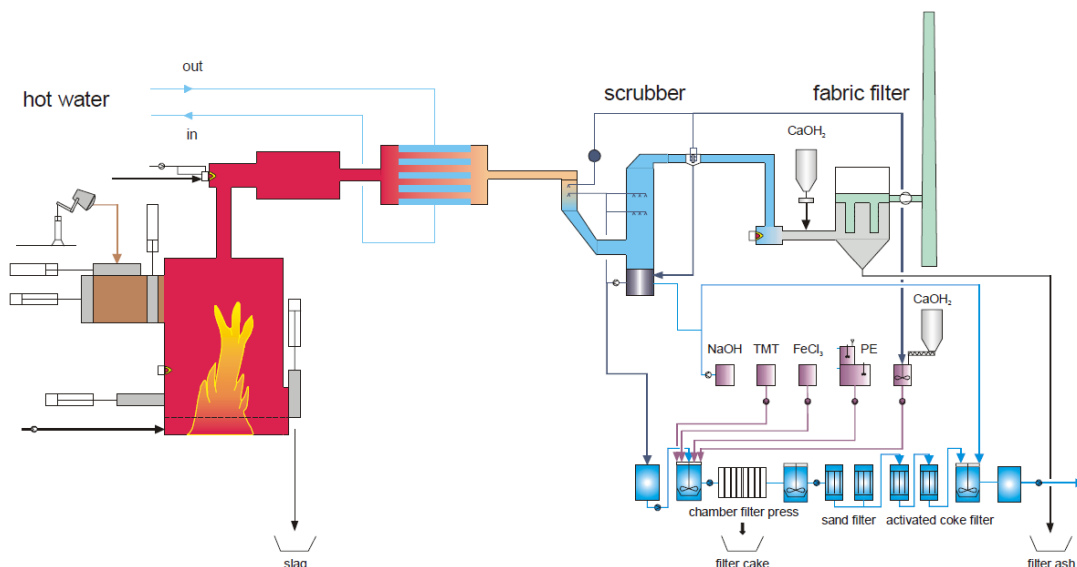 out
hot water
in
scrubber
fabric filter
CaOH₂
CaOH₂
NaOH
TMT
FeCl₃
PE
chamber filter press
sand filter
activated coke filter
slag
filter cake
filter ash